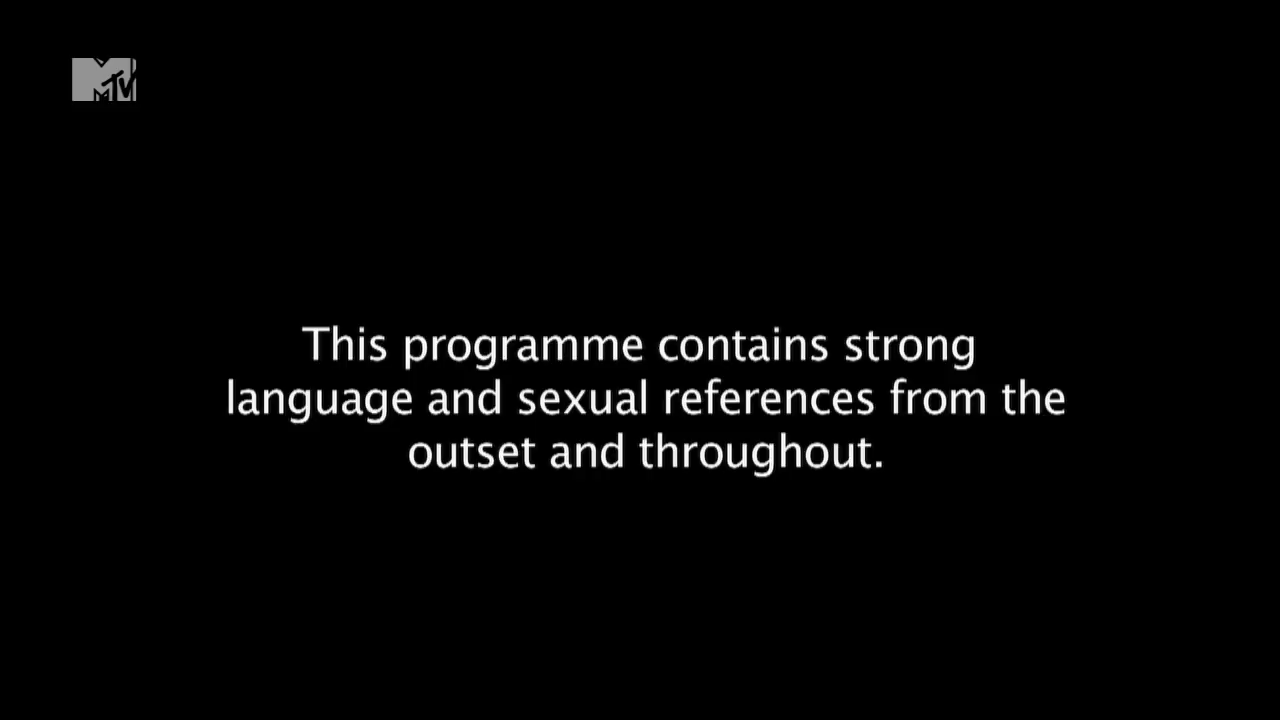 MTV
This programme contains strong
language and sexual references from the
outset and throughout.